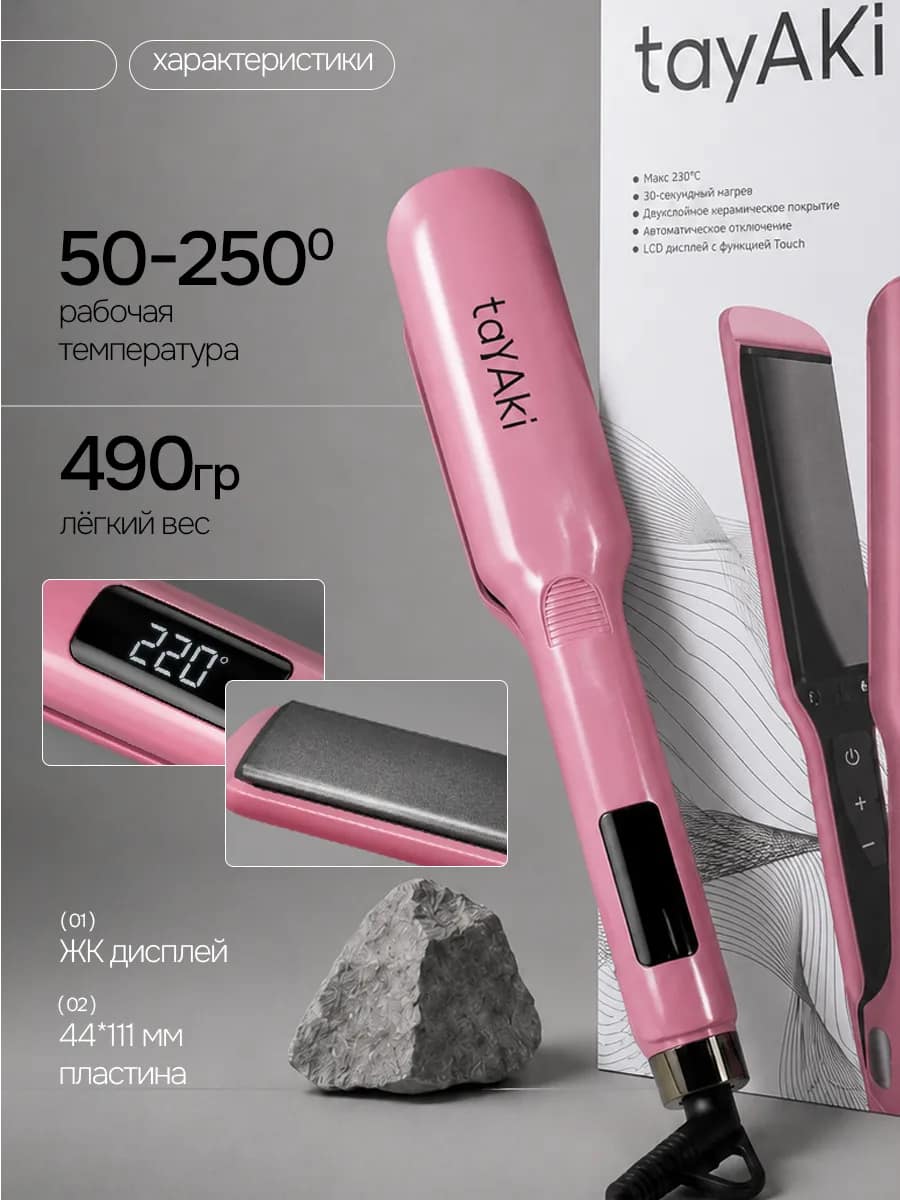 характеристики
tayAKi
• Макс 230°C
• 30-секундный нагрев
• Двухслойное керамическое покрытие
• Автоматическое отключение
• LCD дисплей с функцией Touch
50-250⁰
рабочая
температура
tayAki
490гр
лёгкий вес
220°
(01)
ЖК дисплей
(02)
44*111 мм
пластина